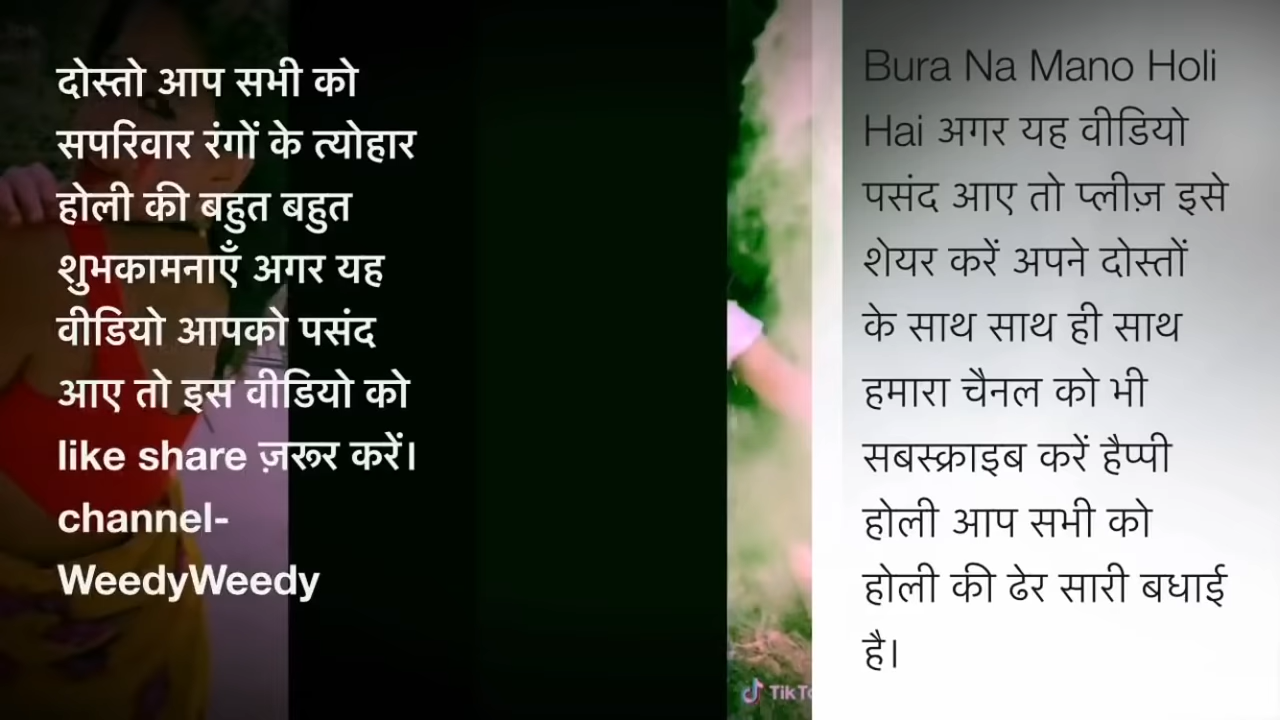 दोस्तो आप सभी को
सपरिवार रंगों के त्योहार
होली की बहुत बहुत
शुभकामनाएँ अगर यह
वीडियो आपको पसंद
आए तो इस वीडियो को
like share ज़रूर करें।
channel-
WeedyWeedy
Bura Na Mano Holi
Hai अगर यह वीडियो
पसंद आए तो प्लीज़ इसे
शेयर करें अपने दोस्तों
के साथ साथ ही साथ
हमारा चैनल को भी
सबस्क्राइब करें हैप्पी
होली आप सभी को
होली की ढेर सारी बधाई
है।